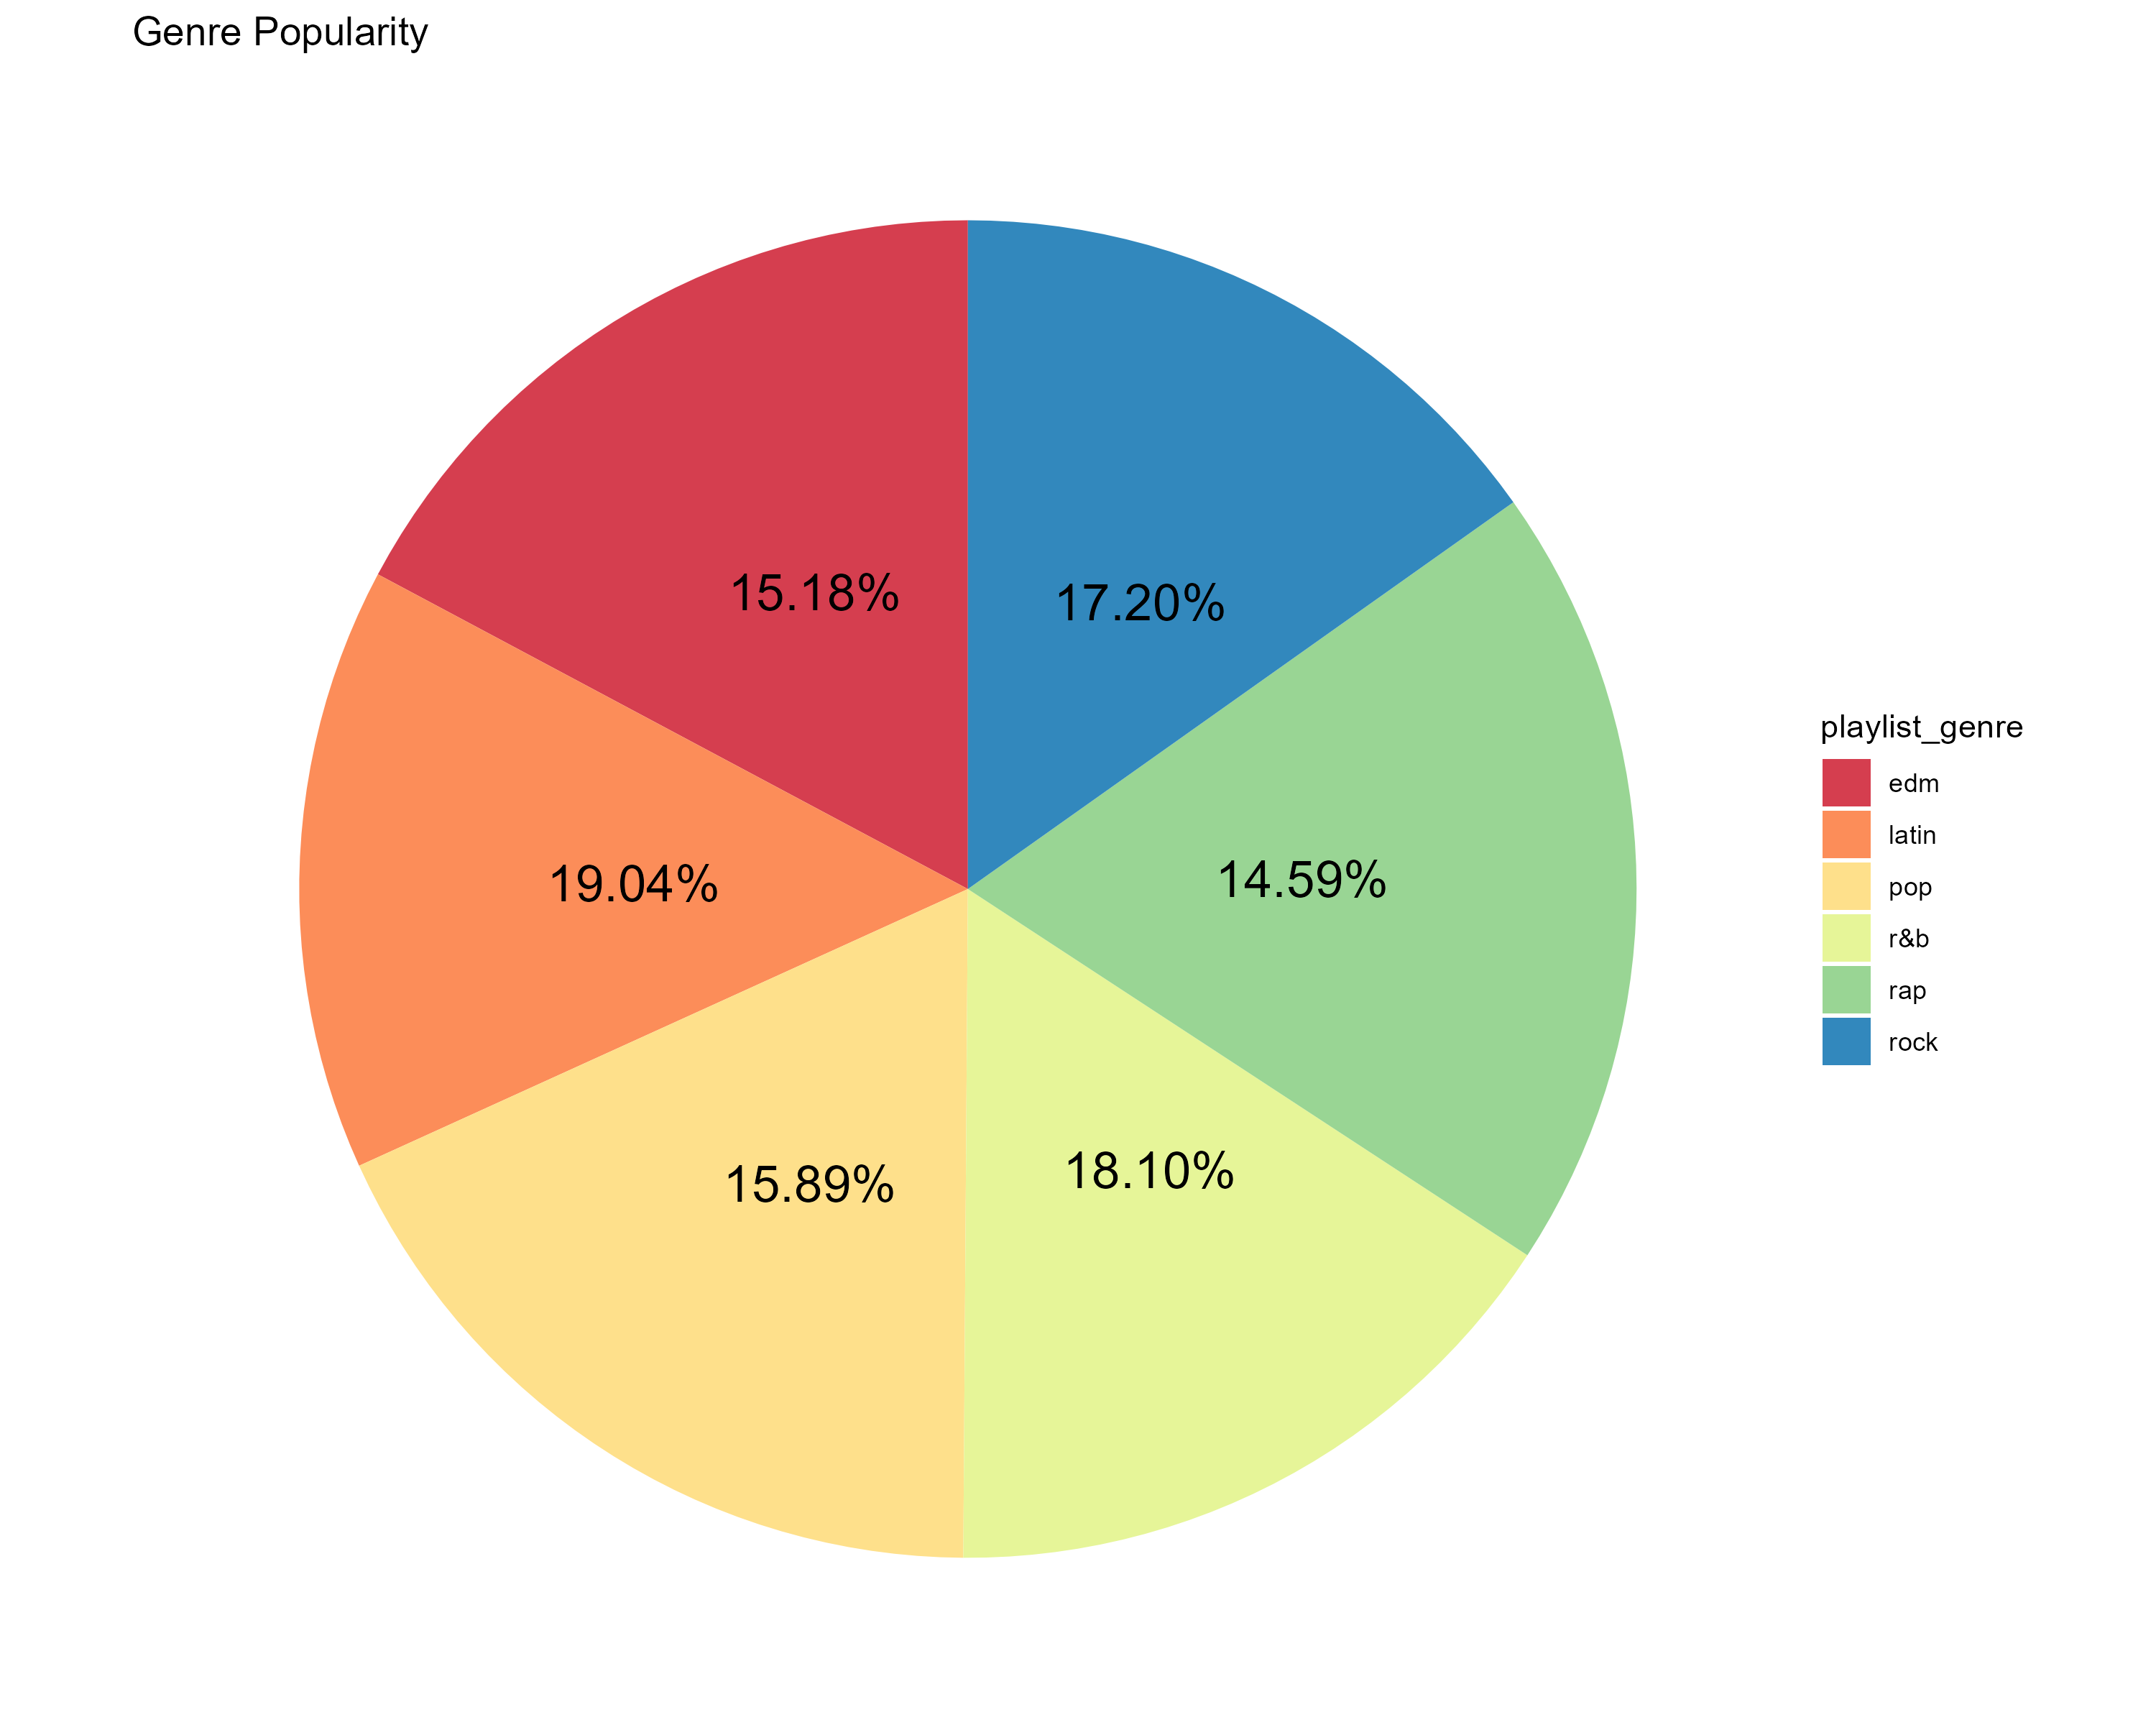 Genre Popularity
15.18%
17.20%
19.04%
14.59%
15.89%
18.10%
playlist_genre
edm
latin
pop
r&b
rap
rock